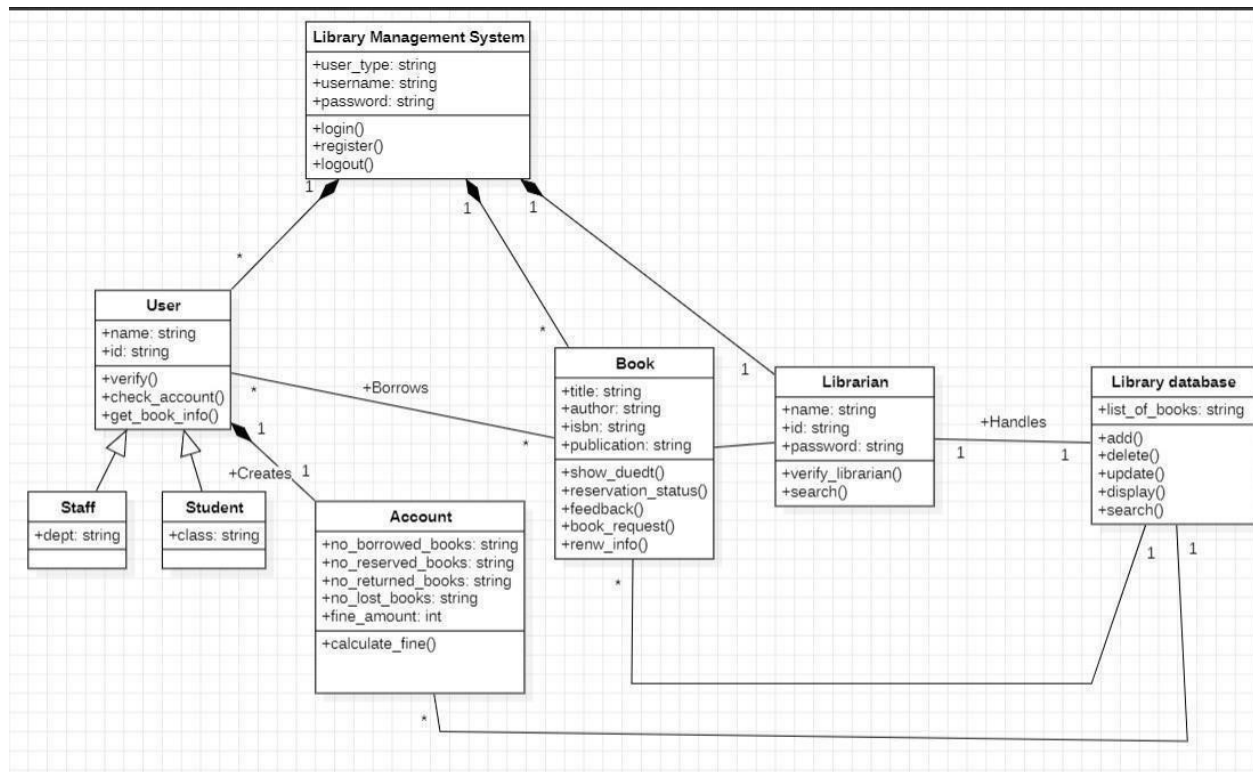 Library Management System
+user_type: string
+username: string
+password: string
+login()
+register()
+logout()
1
1
1
*
*
1
User
+name: string
+id: string
+verify()
+check_account()
+get_book_info()
*
+Borrows
*
1
+Creates
1
Book
+title: string
+author: string
+isbn: string
+publication: string
+show_duedt()
+reservation_status()
+feedback()
+book_request()
+renw_info()
*
Librarian
+name: string
+id: string
+password: string
+verify_librarian()
+search()
+Handles
1
1
Library database
+list_of_books: string
+add()
+delete()
+update()
+display()
+search()
1
1
Staff
+dept: string
Student
+class: string
Account
+no_borrowed_books: string
+no_reserved_books: string
+no_returned_books: string
+no_lost_books: string
+fine_amount: int
+calculate_fine()
*